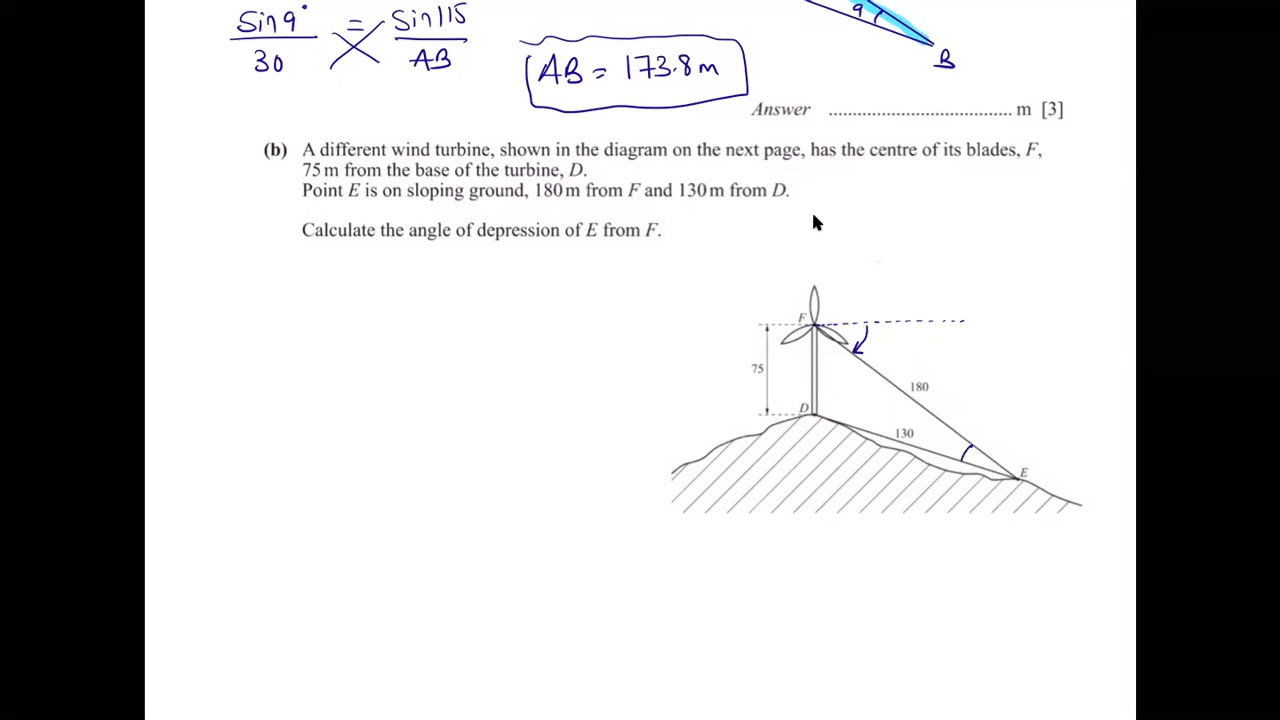 Sin 9° = Sin 115
30 AB
AB = 173.8 m
9
B
Answer ...................................... m [3]
(b) A different wind turbine, shown in the diagram on the next page, has the centre of its blades, F,
75 m from the base of the turbine, D.
Point E is on sloping ground, 180 m from F and 130 m from D.
Calculate the angle of depression of E from F.
F
75
180
D
130
E